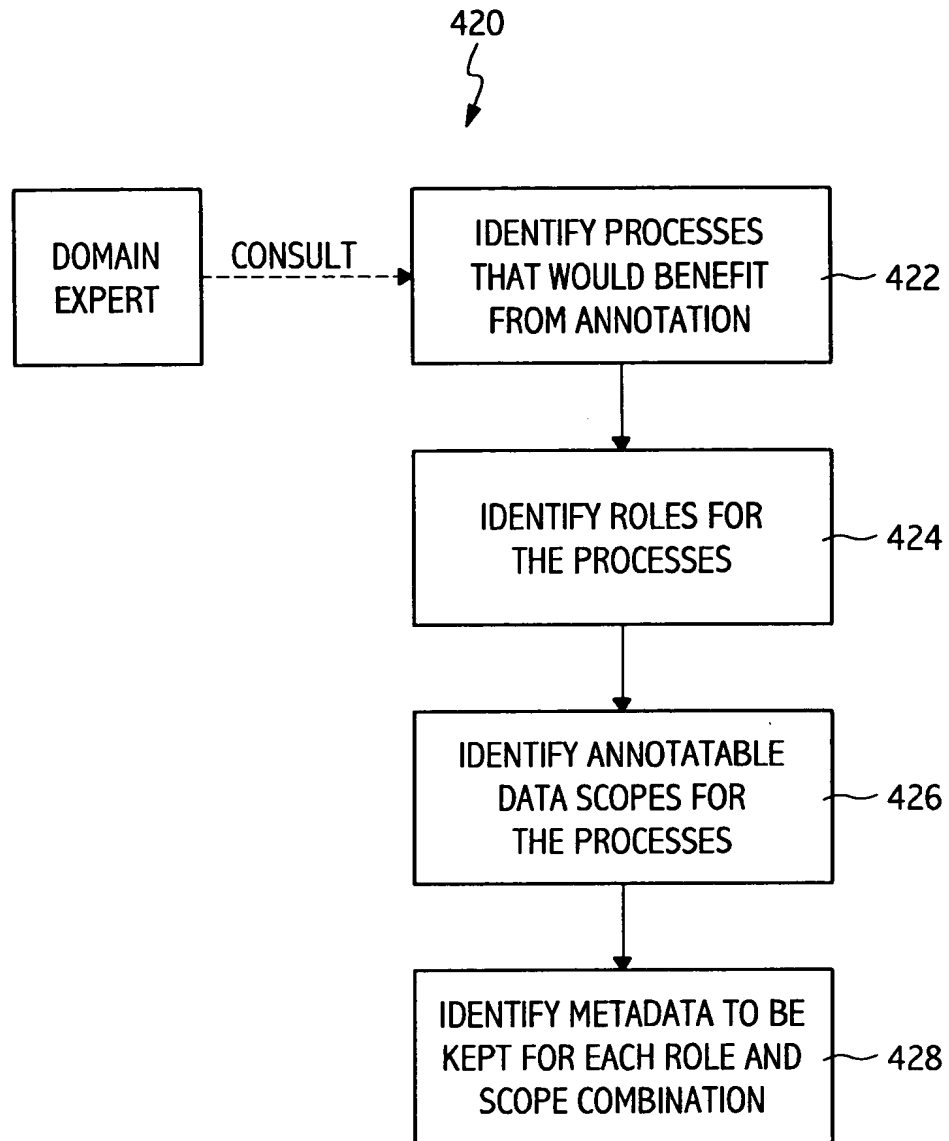 420
DOMAIN
EXPERT
CONSULT
IDENTIFY PROCESSES
THAT WOULD BENEFIT
FROM ANNOTATION
422
IDENTIFY ROLES FOR
THE PROCESSES
424
IDENTIFY ANNOTATABLE
DATA SCOPES FOR
THE PROCESSES
426
IDENTIFY METADATA TO BE
KEPT FOR EACH ROLE AND
SCOPE COMBINATION
428